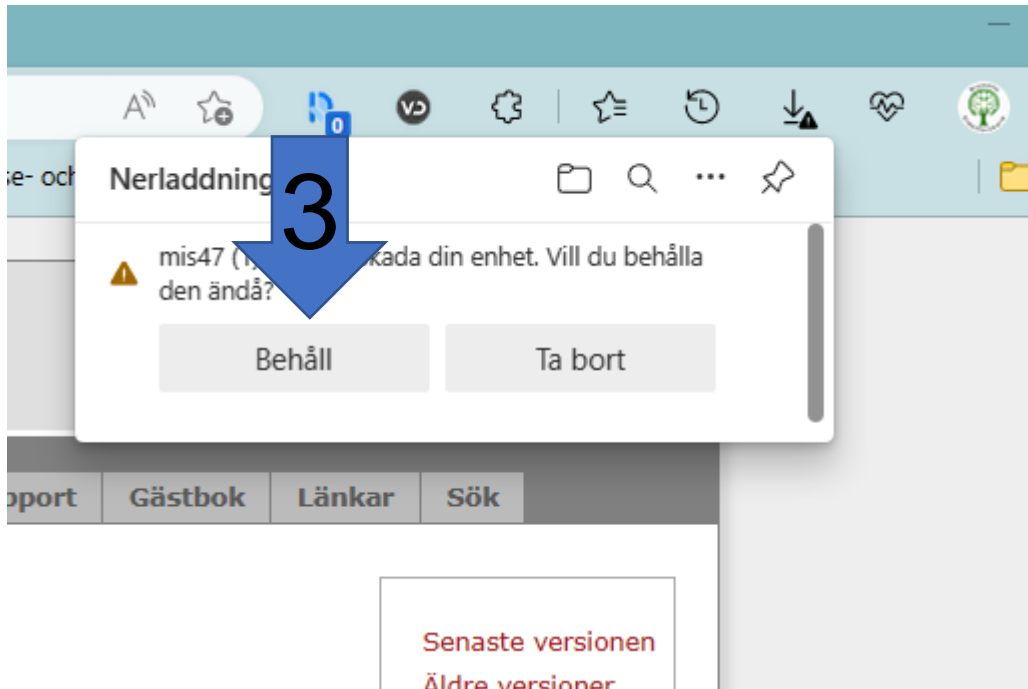 0
se- och
Nerladdning
3
mis47 (1) kada din enhet. Vill du behålla
den ändå?
Behåll Ta bort
pport Gästbok Länkar Sök
Senaste versionen
Äldre versioner